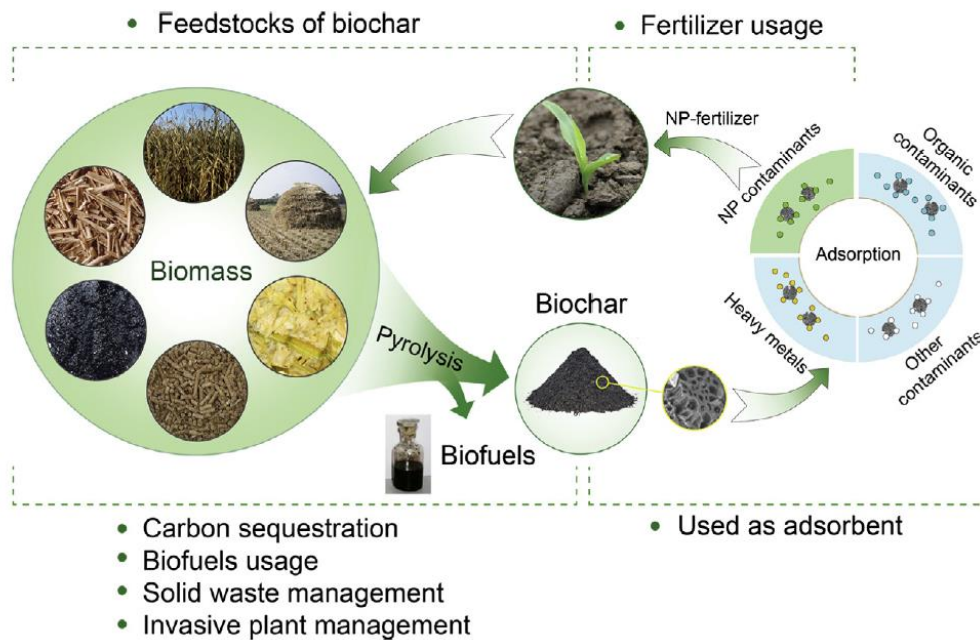 • Feedstocks of biochar
• Fertilizer usage
NP-fertilizer
NP contaminants
Organic
contaminants
Biomass
Adsorption
Pyrolysis
Biochar
Heavy metals
Other
contaminants
Biofuels
• Carbon sequestration
• Biofuels usage
• Solid waste management
• Invasive plant management
• Used as adsorbent